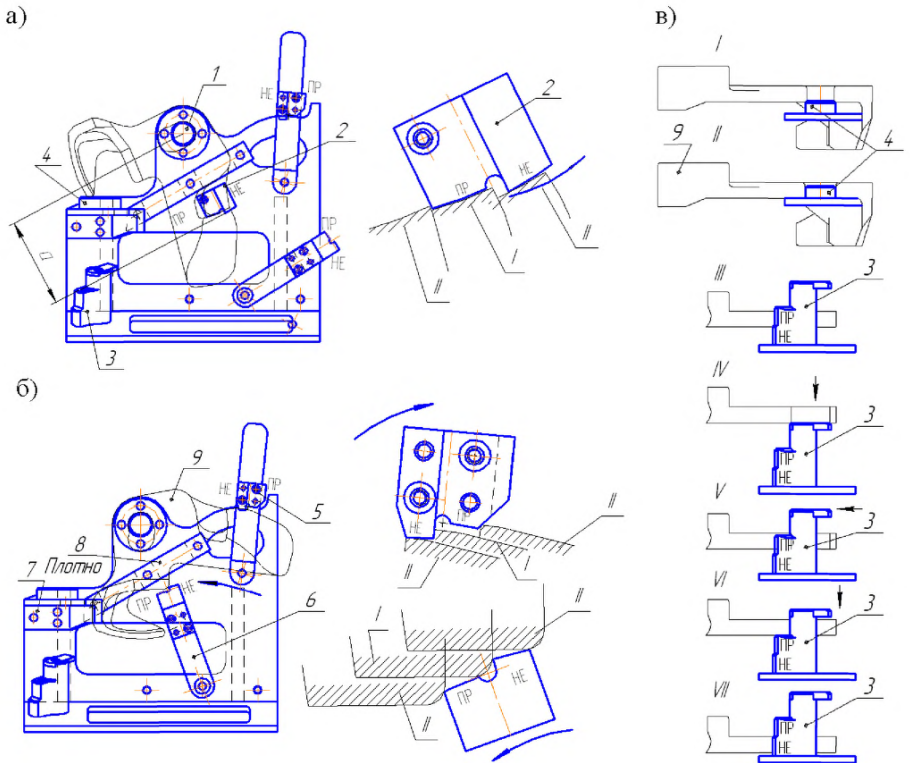 а)
1
2
НЕ
ПР
4
ПР
НЕ
a
ПР
НЕ
3
2
ПР
НЕ
II
I
II
б)
9
НЕ
ПР
5
8
7
Плотно
ПР
НЕ
6
НЕ
ПР
II
II
I
I
II
ПР
НЕ
II
в)
I
9
II
4
III
3
ПР
НЕ
IV
3
ПР
НЕ
V
3
ПР
НЕ
VI
3
ПР
НЕ
VII
3
ПР
НЕ